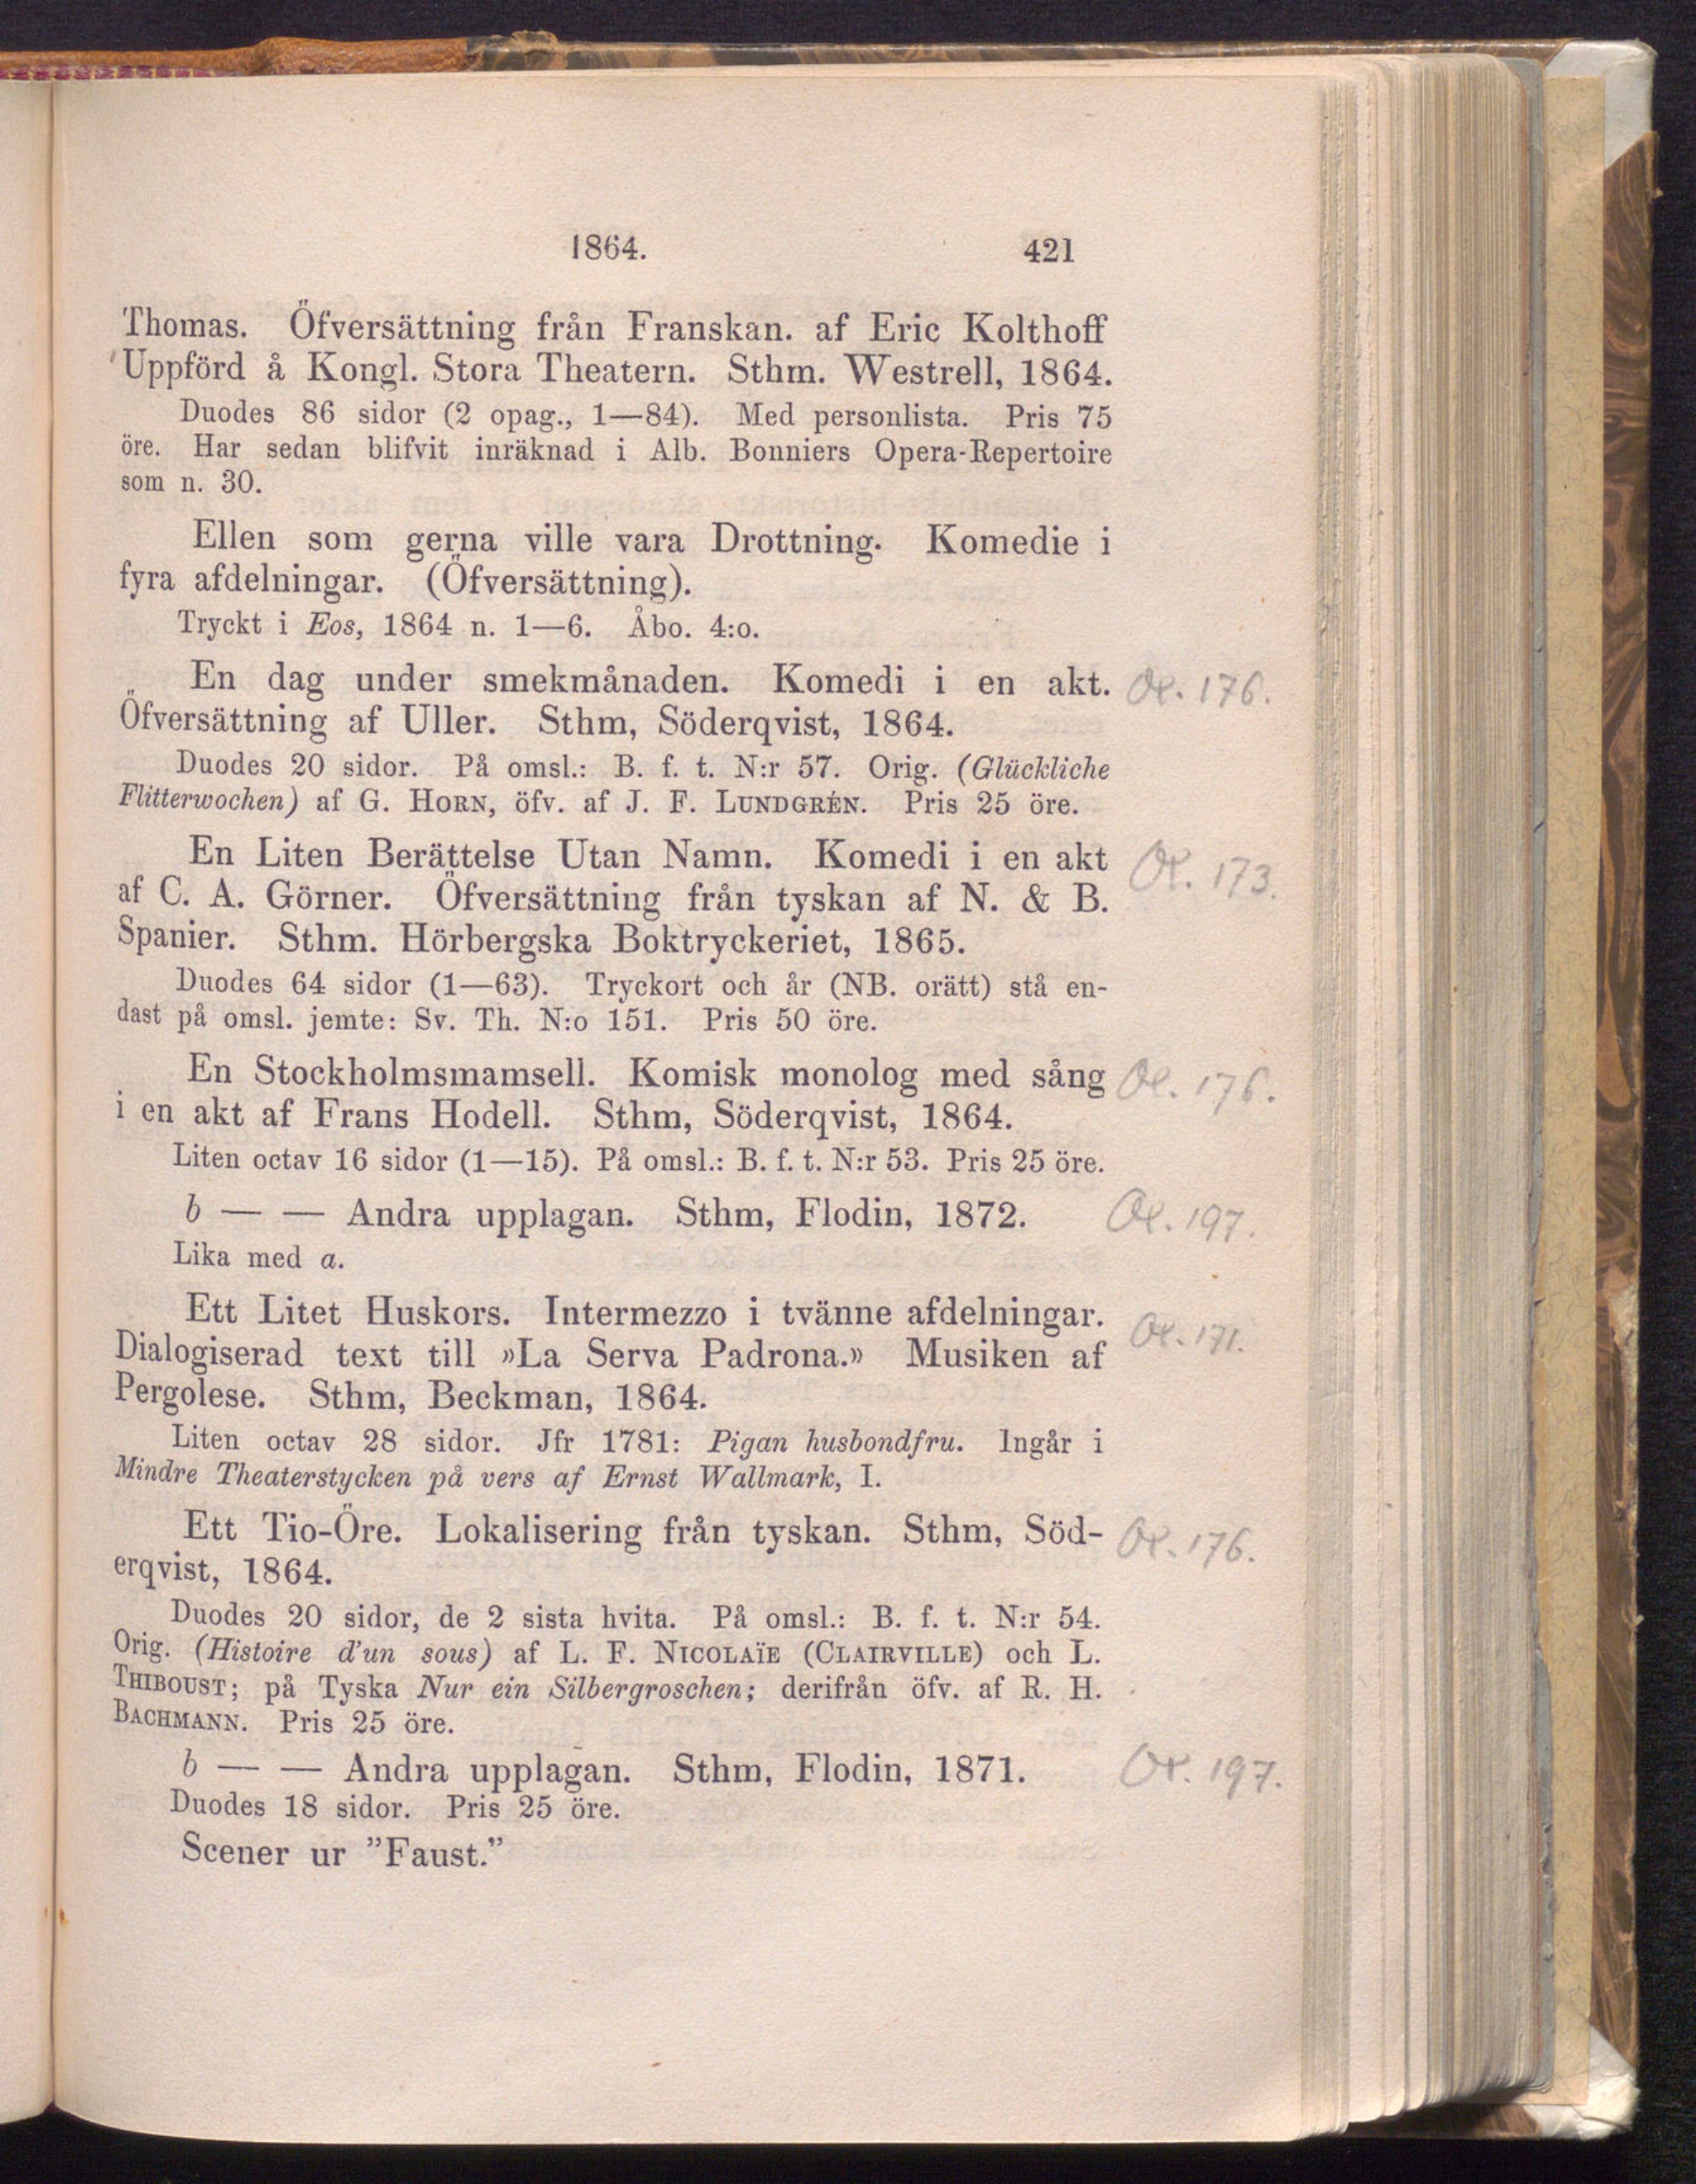 1864. 421
Thomas. Öfversättning från Franskan. af Eric Kolthoff
Uppförd å Kongl. Stora Theatern. Sthm. Westrell, 1864.
Duodes 86 sidor (2 opag., 1—84). Med personlista. Pris 75
öre. Har sedan blifvit inräknad i Alb. Bonniers Opera-Repertoire
som n. 30.
Ellen som gerna ville vara Drottning. Komedie i
fyra afdelningar. (Öfversättning).
Tryckt i Eos, 1864 n. 1—6. Åbo. 4:o.
En dag under smekmånaden. Komedi i en akt. 176.
Öfversättning af Uller. Sthm, Söderqvist, 1864.
Duodes 20 sidor. På omsl.: B. f. t. N:r 57. Orig. (Glückliche
Flitterwochen) af G. HORN, öfv. af J. F. LUNDGRÉN. Pris 25 öre.
En Liten Berättelse Utan Namn. Komedi i en akt 173.
af C. A. Görner. Öfversättning från tyskan af N. & B.
Spanier. Sthm. Hörbergska Boktryckeriet, 1865.
Duodes 64 sidor (1—63). Tryckort och år (NB. orätt) stå en-
dast på omsl. jemte: Sv. Th. N:o 151. Pris 50 öre.
En Stockholmsmamsell. Komisk monolog med sång 176.
i en akt af Frans Hodell. Sthm, Söderqvist, 1864.
Liten octav 16 sidor (1—15). På omsl.: B. f. t. N:r 53. Pris 25 öre.
b — — Andra upplagan. Sthm, Flodin, 1872. 197.
Lika med a.
Ett Litet Huskors. Intermezzo i tvänne afdelningar. 171.
Dialogiserad text till »La Serva Padrona.» Musiken af
Pergolese. Sthm, Beckman, 1864.
Liten octav 28 sidor. Jfr 1781: Pigan husbondfru. Ingår i
Mindre Theaterstycken på vers af Ernst Wallmark, I.
Ett Tio-Öre. Lokalisering från tyskan. Sthm, Söd- 176.
erqvist, 1864.
Duodes 20 sidor, de 2 sista hvita. På omsl.: B. f. t. N:r 54.
Orig. (Histoire d'un sous) af L. F. NICOLAÏE (CLAIRVILLE) och L.
THIBOUST; på Tyska Nur ein Silbergroschen; derifrån öfv. af R. H.
BACHMANN. Pris 25 öre.
b — — Andra upplagan. Sthm, Flodin, 1871. 197.
Duodes 18 sidor. Pris 25 öre.
Scener ur ”Faust.”